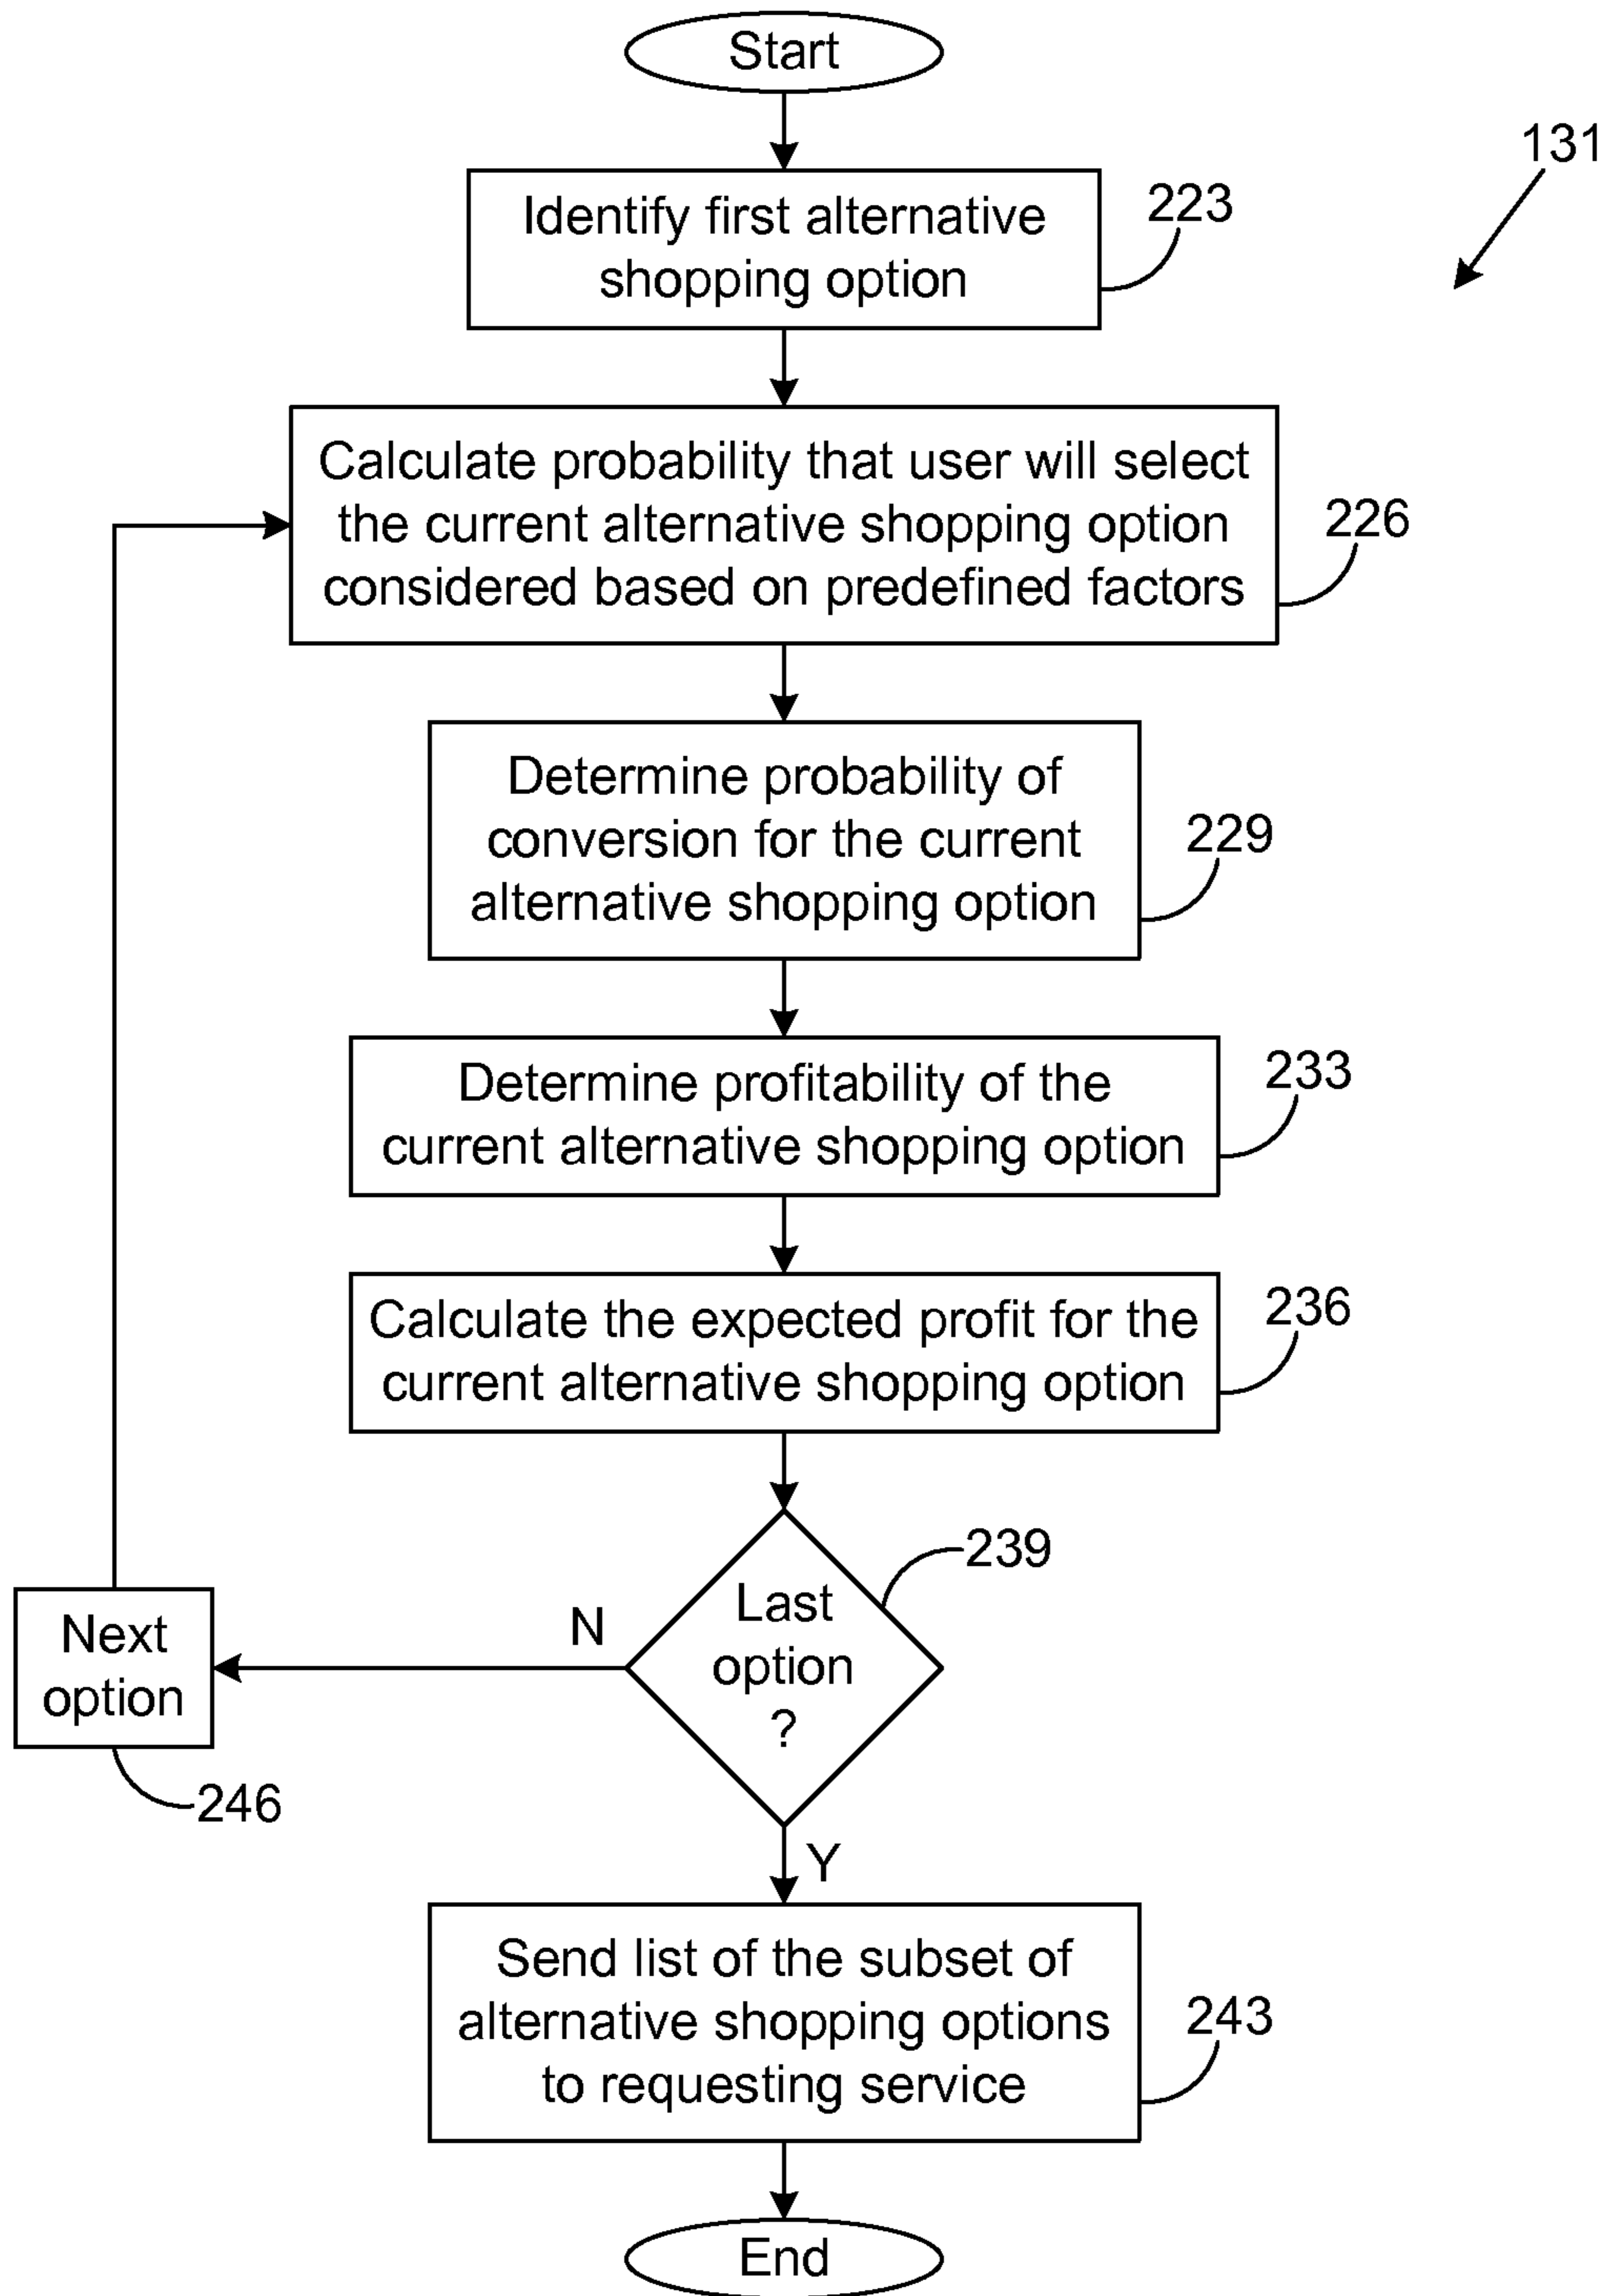 Start
131
Identify first alternative
shopping option
223
Calculate probability that user will select
the current alternative shopping option
considered based on predefined factors
226
Determine probability of
conversion for the current
alternative shopping option
229
Determine profitability of the
current alternative shopping option
233
Calculate the expected profit for the
current alternative shopping option
236
Last
option
?
239
N
Next
option
246
Y
Send list of the subset of
alternative shopping options
to requesting service
243
End